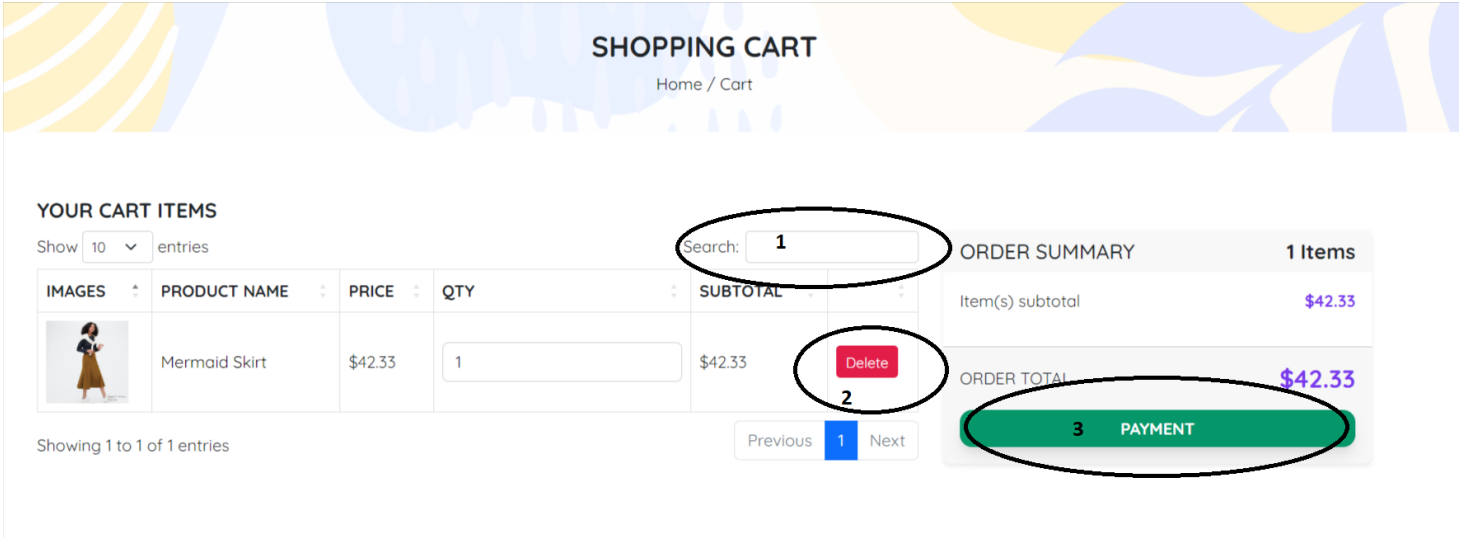 SHOPPING CART
Home / Cart
YOUR CART ITEMS
Show 10 entries
Search: 1
IMAGES PRODUCT NAME PRICE QTY SUBTOTAL
Mermaid Skirt $42.33 1 $42.33 Delete
2
Showing 1 to 1 of 1 entries
Previous 1 Next
ORDER SUMMARY 1 Items
Item(s) subtotal $42.33
ORDER TOTAL $42.33
3 PAYMENT